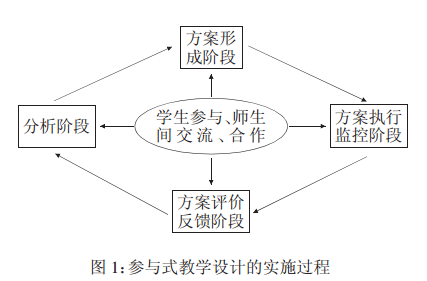 方案形
成阶段
分析阶段
学生参与、师生
间交流、合作
方案执行
监控阶段
方案评价
反馈阶段
图1:参与式教学设计的实施过程